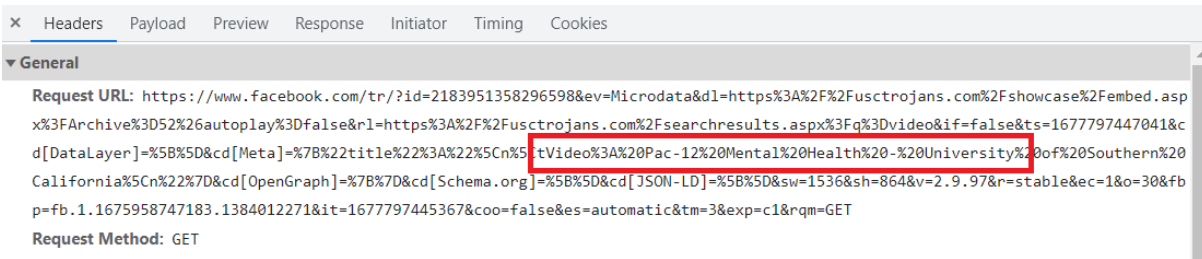 × Headers Payload Preview Response Initiator Timing Cookies
▼ General
Request URL: https://www.facebook.com/tr/?id=2183951358296598&ev=Microdata&dl=https%3A%2F%2Fusctrojans.com%2Fshowcase%2Fembed.asp
x%3FArchive%3D52%26autoplay%3Dfalse&rl=https%3A%2F%2Fusctrojans.com%2Fsearchresults.aspx%3Fq%3Dvideo&if=false&ts=1677797447041&c
d[DataLayer]=%5B%5D&cd[Meta]=%7B%22title%22%3A%22%5Cn%5CtVideo%3A%20Pac-12%20Mental%20Health%20-%20University%20of%20Southern%20
California%5Cn%22%7D&cd[OpenGraph]=%7B%7D&cd[Schema.org]=%5B%5D&cd[JSON-LD]=%5B%5D&sw=1536&sh=864&v=2.9.97&r=stable&ec=1&o=30&fb
p=fb.1.1675958747183.1384012271&it=1677797445367&coo=false&es=automatic&tm=3&exp=c1&rqm=GET
Request Method: GET